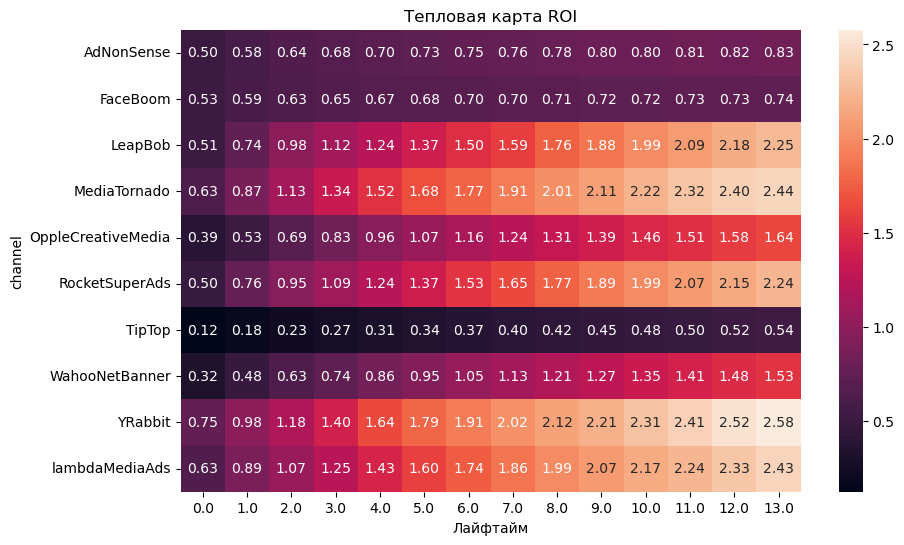 Тепловая карта ROI
channel
AdNonSense 0.50 0.58 0.64 0.68 0.70 0.73 0.75 0.76 0.78 0.80 0.80 0.81 0.82 0.83
FaceBoom 0.53 0.59 0.63 0.65 0.67 0.68 0.70 0.70 0.71 0.72 0.72 0.73 0.73 0.74
LeapBob 0.51 0.74 0.98 1.12 1.24 1.37 1.50 1.59 1.76 1.88 1.99 2.09 2.18 2.25
MediaTornado 0.63 0.87 1.13 1.34 1.52 1.68 1.77 1.91 2.01 2.11 2.22 2.32 2.40 2.44
OppleCreativeMedia 0.39 0.53 0.69 0.83 0.96 1.07 1.16 1.24 1.31 1.39 1.46 1.51 1.58 1.64
RocketSuperAds 0.50 0.76 0.95 1.09 1.24 1.37 1.53 1.65 1.77 1.89 1.99 2.07 2.15 2.24
TipTop 0.12 0.18 0.23 0.27 0.31 0.34 0.37 0.40 0.42 0.45 0.48 0.50 0.52 0.54
WahooNetBanner 0.32 0.48 0.63 0.74 0.86 0.95 1.05 1.13 1.21 1.27 1.35 1.41 1.48 1.53
YRabbit 0.75 0.98 1.18 1.40 1.64 1.79 1.91 2.02 2.12 2.21 2.31 2.41 2.52 2.58
lambdaMediaAds 0.63 0.89 1.07 1.25 1.43 1.60 1.74 1.86 1.99 2.07 2.17 2.24 2.33 2.43
0.0 1.0 2.0 3.0 4.0 5.0 6.0 7.0 8.0 9.0 10.0 11.0 12.0 13.0
Лайфтайм
2.5
2.0
1.5
1.0
0.5